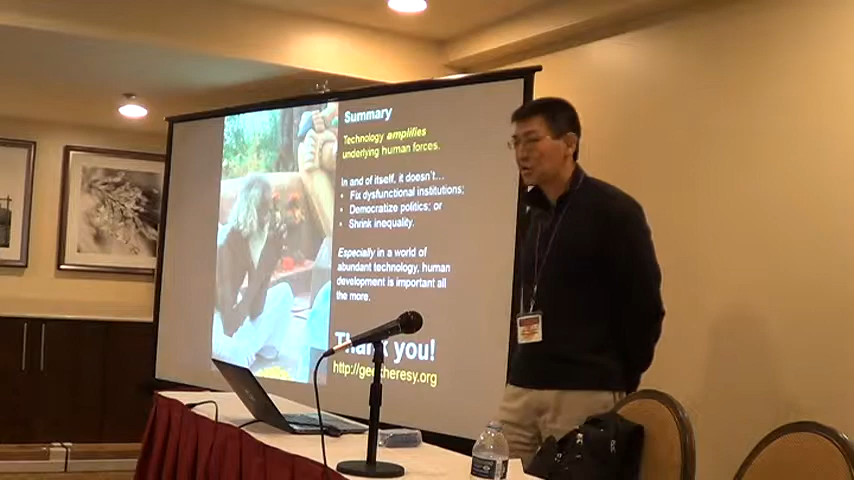 Summary
Technology amplifies
underlying human forces.
In and of itself, it doesn't...
• Fix dysfunctional institutions;
• Democratize politics; or
• Shrink inequality.
Especially in a world of
abundant technology, human
development is important all
the more.
you!